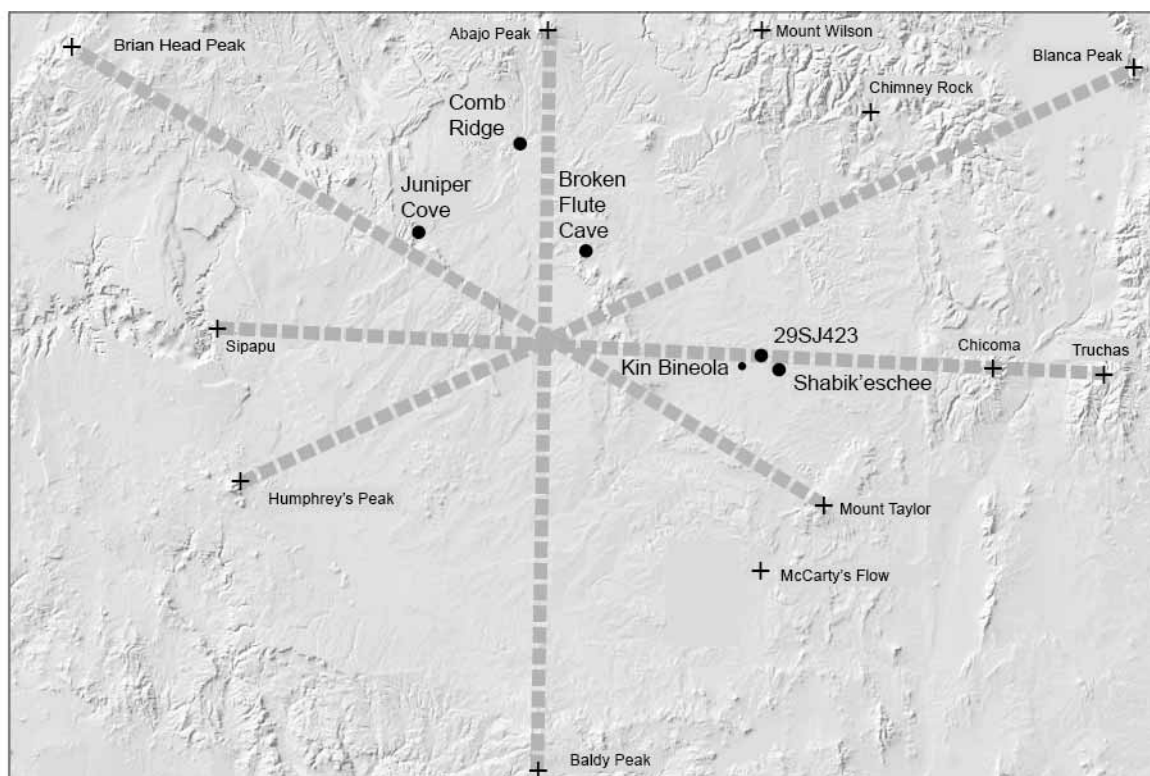 Abajo Peak
Mount Wilson
Brian Head Peak
Blanca Peak
Chimney Rock
Comb
Ridge
Juniper
Cove
Broken
Flute
Cave
Sipapu
29SJ423
Kin Bineola
Shabik'eschee
Chicoma
Truchas
Humphrey's Peak
Mount Taylor
McCarty's Flow
Baldy Peak